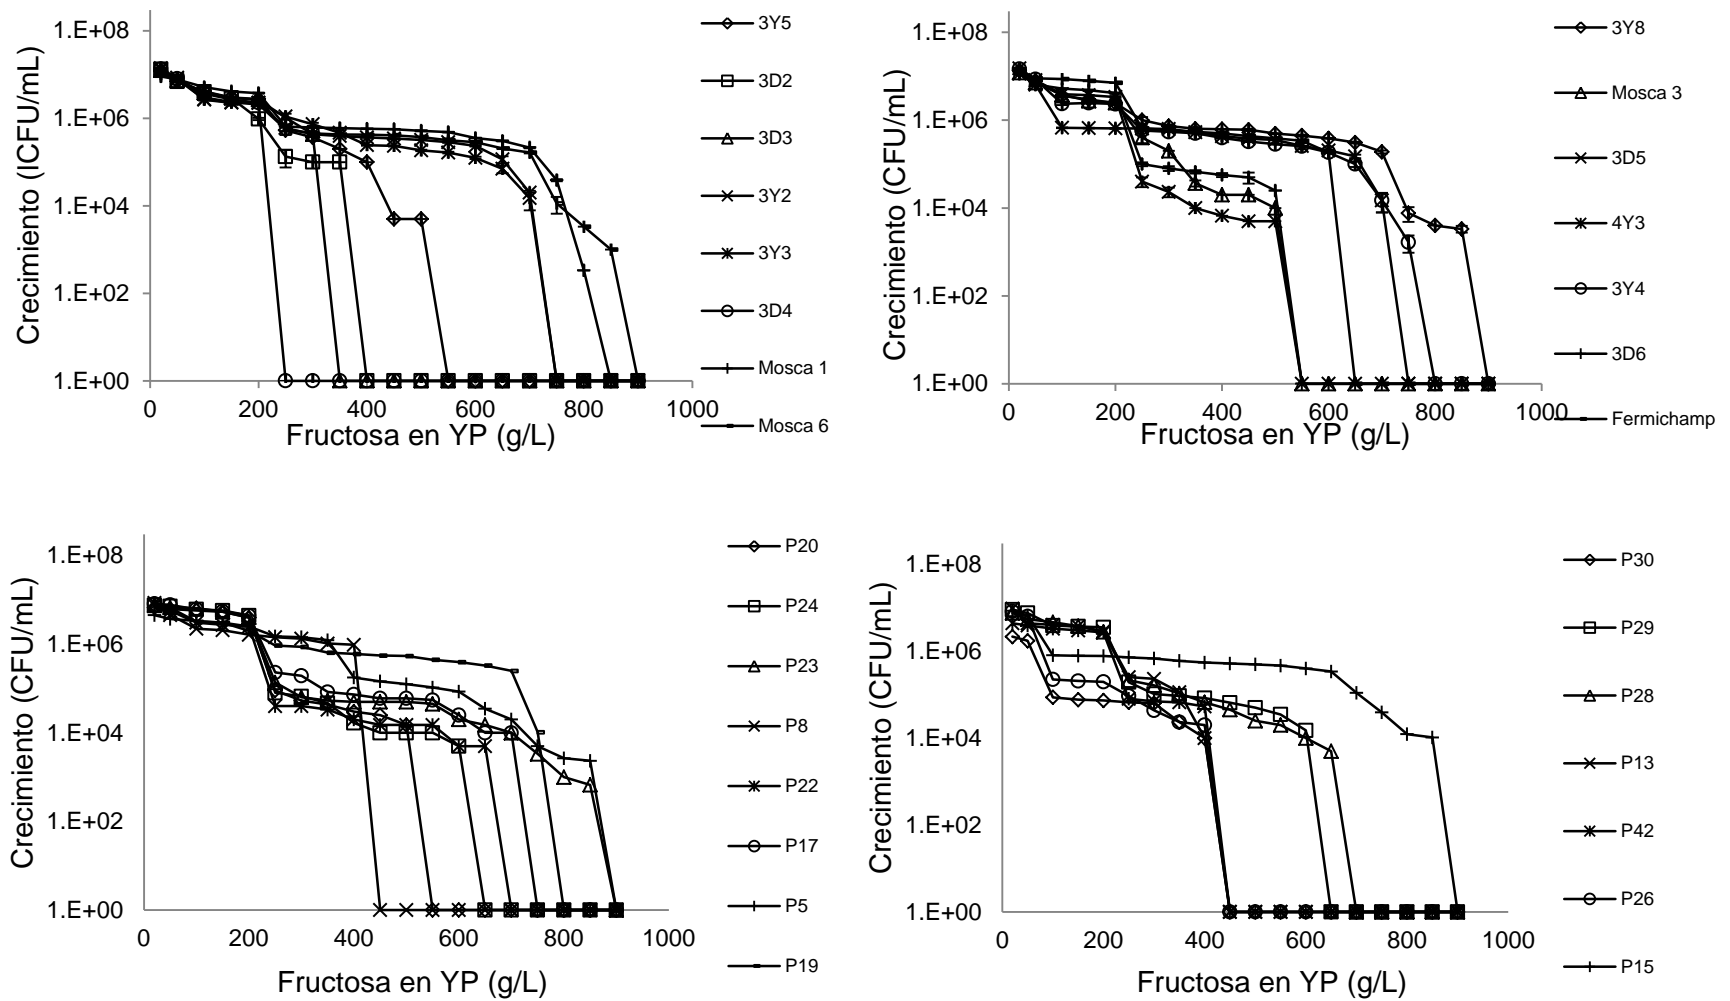 Crecimiento (ICFU/mL)
1.E+08
1.E+06
1.E+04
1.E+02
1.E+00
0 200 400 600 800 1000
Fructosa en YP (g/L)
3Y5
3D2
3D3
3Y2
3Y3
3D4
Mosca 1
Mosca 6
Crecimiento (CFU/mL)
1.E+08
1.E+06
1.E+04
1.E+02
1.E+00
0 200 400 600 800 1000
Fructosa en YP (g/L)
3Y8
Mosca 3
3D5
4Y3
3Y4
3D6
Fermichamp
Crecimiento (CFU/mL)
1.E+08
1.E+06
1.E+04
1.E+02
1.E+00
0 200 400 600 800 1000
Fructosa en YP (g/L)
P20
P24
P23
P8
P22
P17
P5
P19
Crecimiento (CFU/mL)
1.E+08
1.E+06
1.E+04
1.E+02
1.E+00
0 200 400 600 800 1000
Fructosa en YP (g/L)
P30
P29
P28
P13
P42
P26
P15